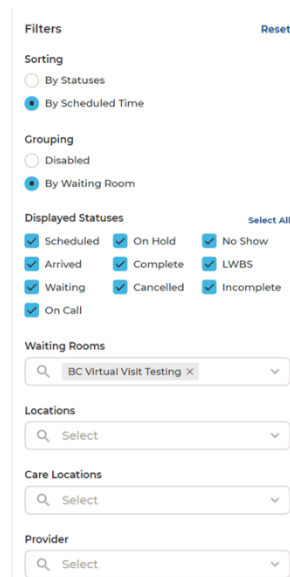 Filters Reset
Sorting
By Statuses
By Scheduled Time
Grouping
Disabled
By Waiting Room
Displayed Statuses Select All
Scheduled On Hold No Show
Arrived Complete LWBS
Waiting Cancelled Incomplete
On Call
Waiting Rooms
BC Virtual Visit Testing ×
Locations
Select
Care Locations
Select
Provider
Select